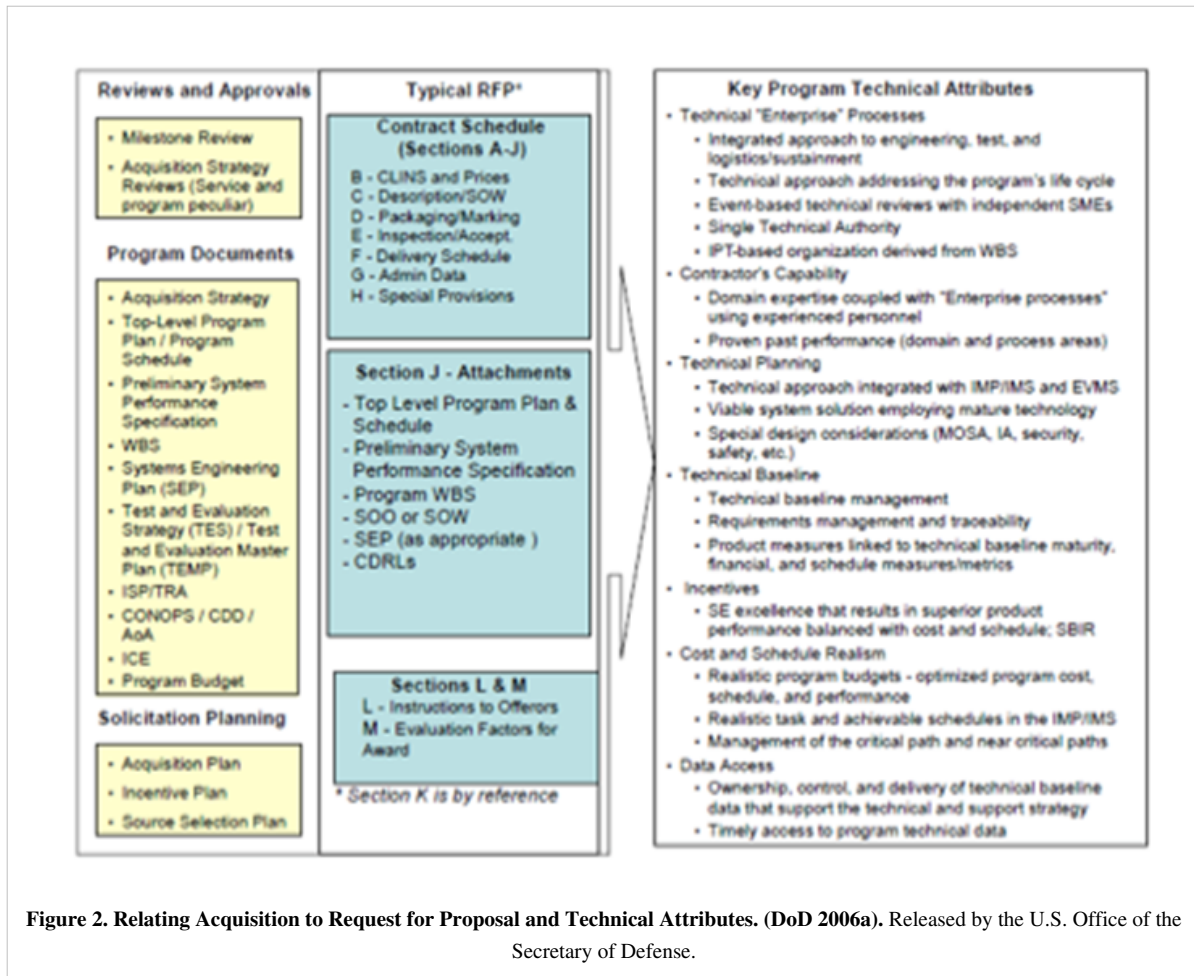 Reviews and Approvals
• Milestone Review
• Acquisition Strategy
Reviews (Service and
program peculiar)
Program Documents
• Acquisition Strategy
• Top-Level Program
Plan / Program
Schedule
• Preliminary System
Performance
Specification
• WBS
• Systems Engineering
Plan (SEP)
• Test and Evaluation
Strategy (TES) / Test
and Evaluation Master
Plan (TEMP)
• ISP/TRA
• CONOPS / CDD /
AoA
• ICE
• Program Budget
Solicitation Planning
• Acquisition Plan
• Incentive Plan
• Source Selection Plan
Typical RFP*
Contract Schedule
(Sections A-J)
B - CLINS and Prices
C - Description/SOW
D - Packaging/Marking
E - Inspection/Accept.
F - Delivery Schedule
G - Admin Data
H - Special Provisions
Section J - Attachments
- Top Level Program Plan &
Schedule
- Preliminary System
Performance Specification
- Program WBS
- SOO or SOW
- SEP (as appropriate )
- CDRLs
Sections L & M
L - Instructions to Offerors
M - Evaluation Factors for
Award
* Section K is by reference
Key Program Technical Attributes
• Technical "Enterprise" Processes
• Integrated approach to engineering, test, and
logistics/sustainment
• Technical approach addressing the program's life cycle
• Event-based technical reviews with independent SMEs
• Single Technical Authority
• IPT-based organization derived from WBS
• Contractor's Capability
• Domain expertise coupled with "Enterprise processes"
using experienced personnel
• Proven past performance (domain and process areas)
• Technical Planning
• Technical approach integrated with IMP/IMS and EVMS
• Viable system solution employing mature technology
• Special design considerations (MOSA, IA, security,
safety, etc.)
• Technical Baseline
• Technical baseline management
• Requirements management and traceability
• Product measures linked to technical baseline maturity,
financial, and schedule measures/metrics
• Incentives
• SE excellence that results in superior product
performance balanced with cost and schedule; SBIR
• Cost and Schedule Realism
• Realistic program budgets - optimized program cost,
schedule, and performance
• Realistic task and achievable schedules in the IMP/IMS
• Management of the critical path and near critical paths
• Data Access
• Ownership, control, and delivery of technical baseline
data that support the technical and support strategy
• Timely access to program technical data
Figure 2. Relating Acquisition to Request for Proposal and Technical Attributes. (DoD 2006a). Released by the U.S. Office of the
Secretary of Defense.